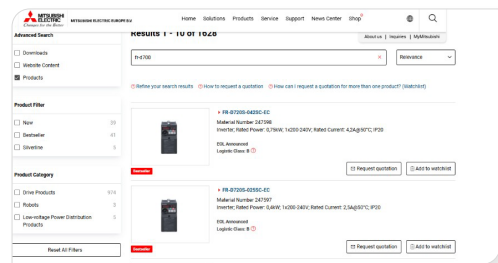 MITSUBISHI ELECTRIC
Changes for the Better
MITSUBISHI ELECTRIC EUROPE EU
Home Solutions Products Service Support News Center Shop
About us | Inquiries | MyMitsubishi
Advanced Search
Downloads
Website Content
Products
Product Filter
New 39
Bestseller 41
Silverline 5
Product Category
Drive Products 974
Robots 3
Low-voltage Power Distribution Products 5
Reset All Filters
Results 1 - 10 of 1628
fr-d700
Relevance
Refine your search results How to request a quotation How can I request a quotation for more than one product? (Watchlist)
FR-D720S-042SC-EC
Material Number 247598
Inverter; Rated Power: 0,75kW; 1x200-240V; Rated Current: 4,2A@50°C; IP20
EOL Announced
Logistic Class: B
Bestseller
Request quotation Add to watchlist
FR-D720S-025SC-EC
Material Number 247597
Inverter; Rated Power: 0,4kW; 1x200-240V; Rated Current: 2,5A@50°C; IP20
EOL Announced
Logistic Class: B
Bestseller
Request quotation Add to watchlist